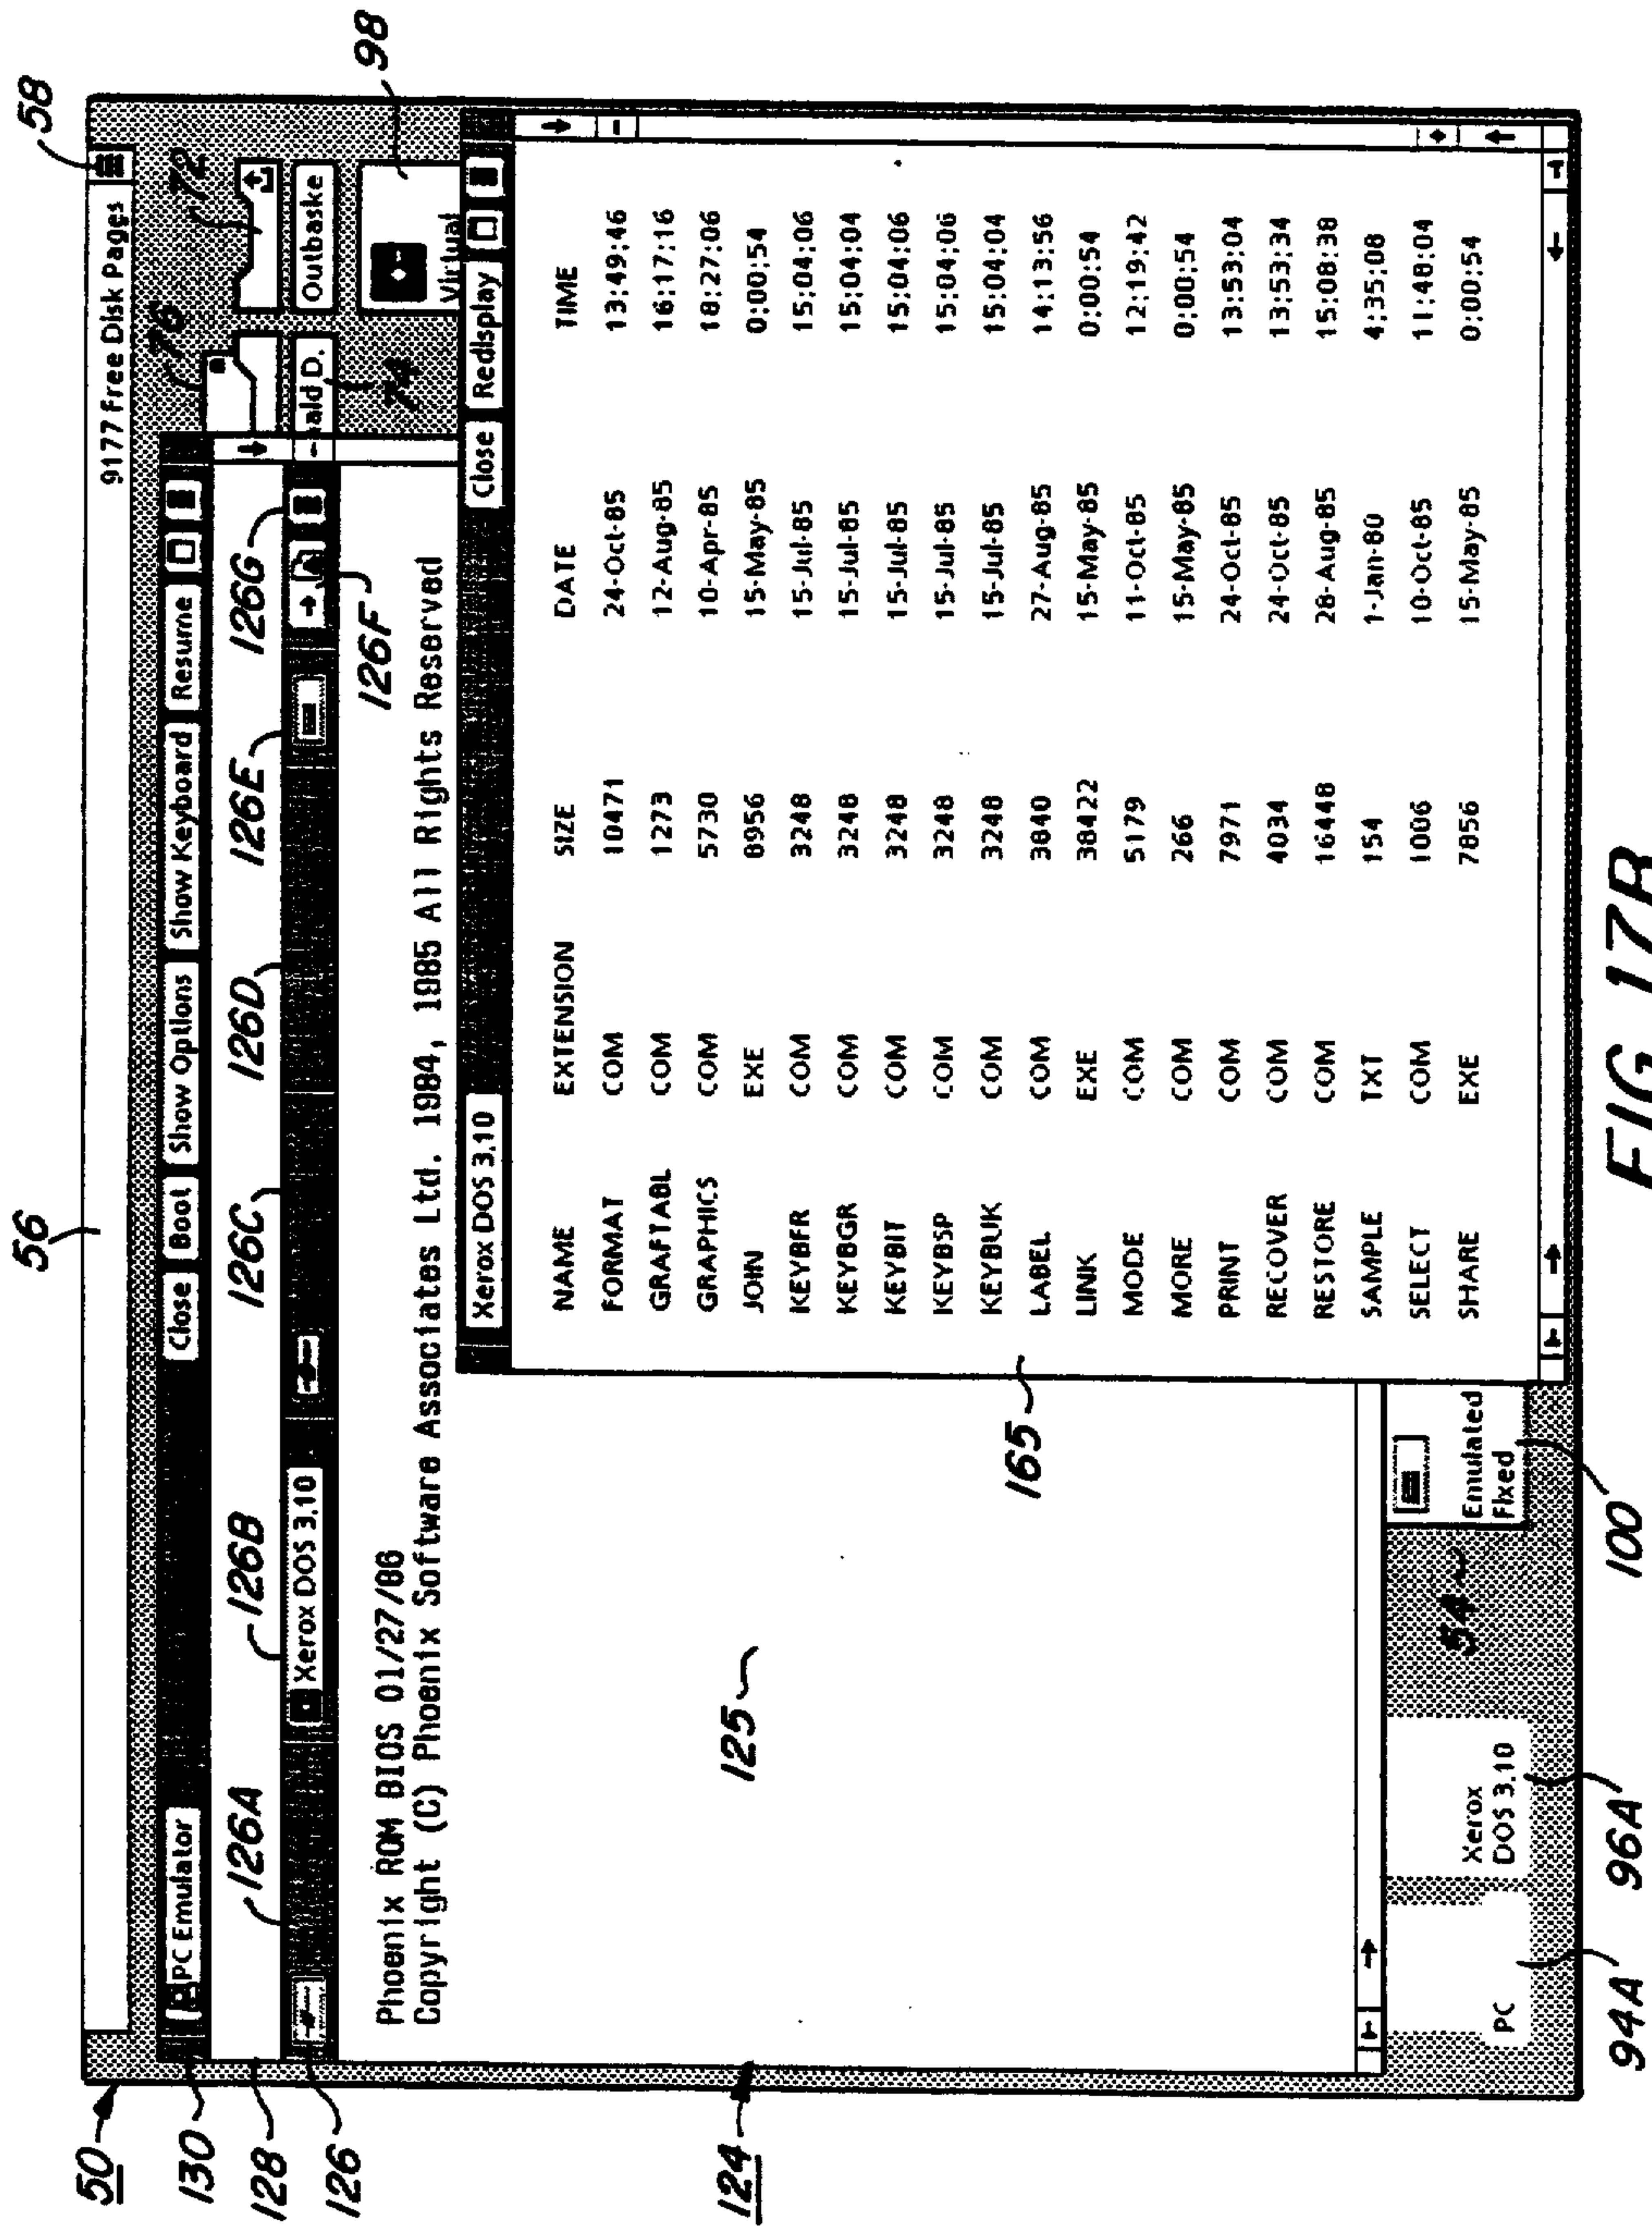 56
58
50
9177 Free Disk Pages
130
PC Emulator
Close Boot Show Options Show Keyboard Resume
76
72
128
126A
126B
126C
126D
126E
126G
126
Xerox DOS 3.10
ald D.
Outbaske
98
126F
74
Virtual
Phoenix ROM BIOS 01/27/86
Copyright (C) Phoenix Software Associates Ltd. 1984, 1985 All Rights Reserved
Xerox DOS 3.10
Close Redisplay
NAME EXTENSION SIZE DATE TIME
FORMAT COM 10471 24-Oct-85 13:49:46
GRAFTABL COM 1273 12-Aug-85 16:17:16
GRAPHICS COM 5730 10-Apr-85 18:27:06
JOIN EXE 8956 15-May-85 0:00:54
KEYBFR COM 3248 15-Jul-85 15:04:06
KEYBGR COM 3248 15-Jul-85 15:04:04
KEYBIT COM 3248 15-Jul-85 15:04:06
KEYBSP COM 3248 15-Jul-85 15:04:06
KEYBUK COM 3248 15-Jul-85 15:04:04
LABEL COM 3840 27-Aug-85 14:13:56
LINK EXE 38422 15-May-85 0:00:54
MODE COM 5179 11-Oct-85 12:19:42
MORE COM 266 15-May-85 0:00:54
PRINT COM 7971 24-Oct-85 13:53:04
RECOVER COM 4034 24-Oct-85 13:53:34
RESTORE COM 16448 28-Aug-85 15:08:38
SAMPLE TXT 154 1-Jan-80 4:35:08
SELECT COM 1006 10-Oct-85 11:48:04
SHARE EXE 7856 15-May-85 0:00:54
124
125
165
PC
Xerox
DOS 3.10
54
Emulated
Fixed
94A'
96A'
100
FIG. 17B